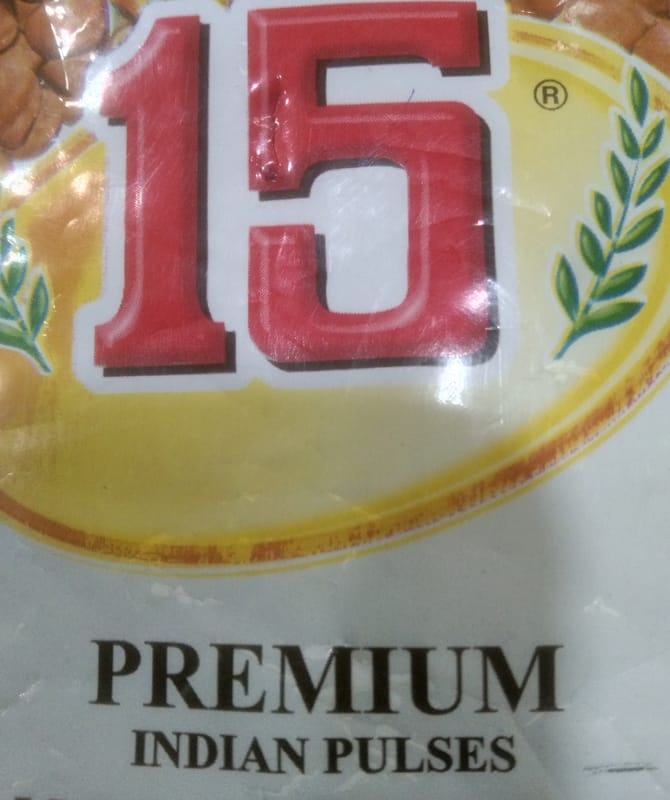 15 ®
PREMIUM
INDIAN PULSES